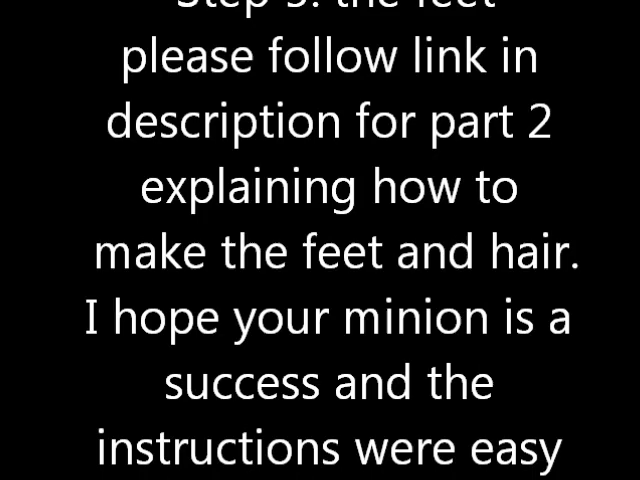 Step 5: the feet
please follow link in
description for part 2
explaining how to
make the feet and hair.
I hope your minion is a
success and the
instructions were easy